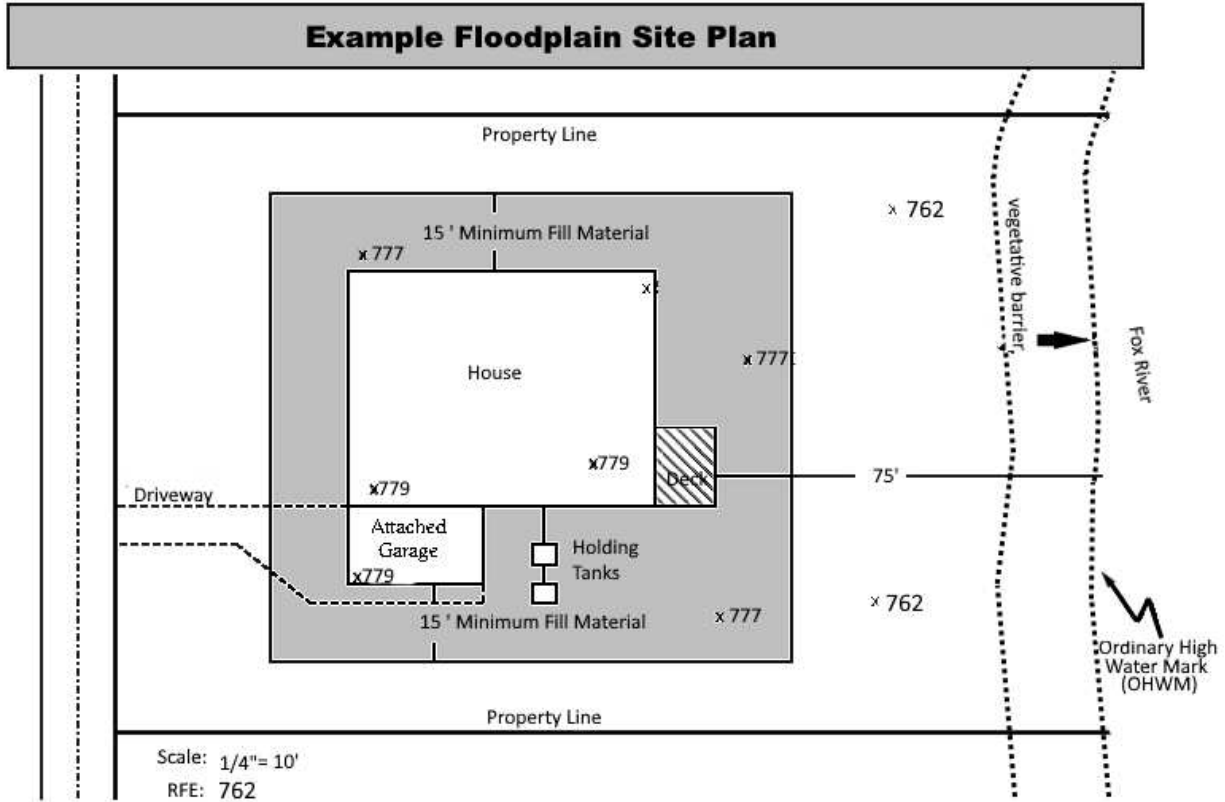 Example Floodplain Site Plan
Property Line
x 762
15 ' Minimum Fill Material
x 777
x
vegetative barrier
Fox River
x 777
House
x779
Deck
75'
x779
Driveway
Attached
Garage
x779
Holding
Tanks
x 762
x 777
15 ' Minimum Fill Material
Ordinary High
Water Mark
(OHWM)
Property Line
Scale: 1/4"= 10'
RFE: 762